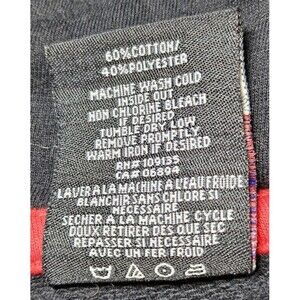 60% COTTON/
40% POLYESTER
MACHINE WASH COLD
INSIDE OUT
NON CHLORINE BLEACH
IF DESIRED
TUMBLE DRY LOW
REMOVE PROMPTLY
WARM IRON IF DESIRED
RN# 109135
CA# 06894
LAVER A LA MACHINE A L'EAU FROIDE
BLANCHIR SANS CHLORE SI
NECESSAIRE
SECHER A LA MACHINE CYCLE
DOUX RETIRER DES QUE SEC
REPASSER SI NECESSAIRE
AVEC UN FER FROID